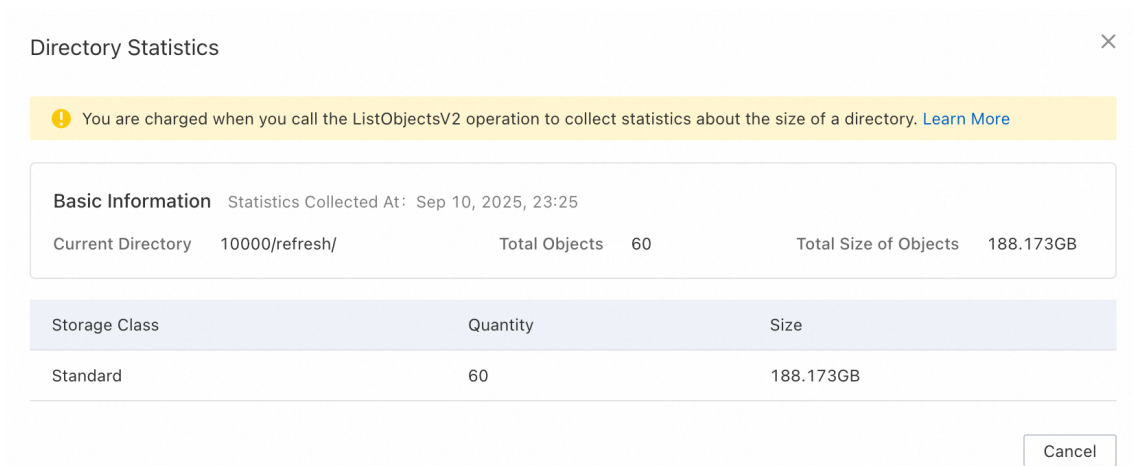 Directory Statistics
You are charged when you call the ListObjectsV2 operation to collect statistics about the size of a directory. Learn More
Basic Information Statistics Collected At: Sep 10, 2025, 23:25
Current Directory 10000/refresh/ Total Objects 60 Total Size of Objects 188.173GB
Storage Class Quantity Size
Standard 60 188.173GB
Cancel